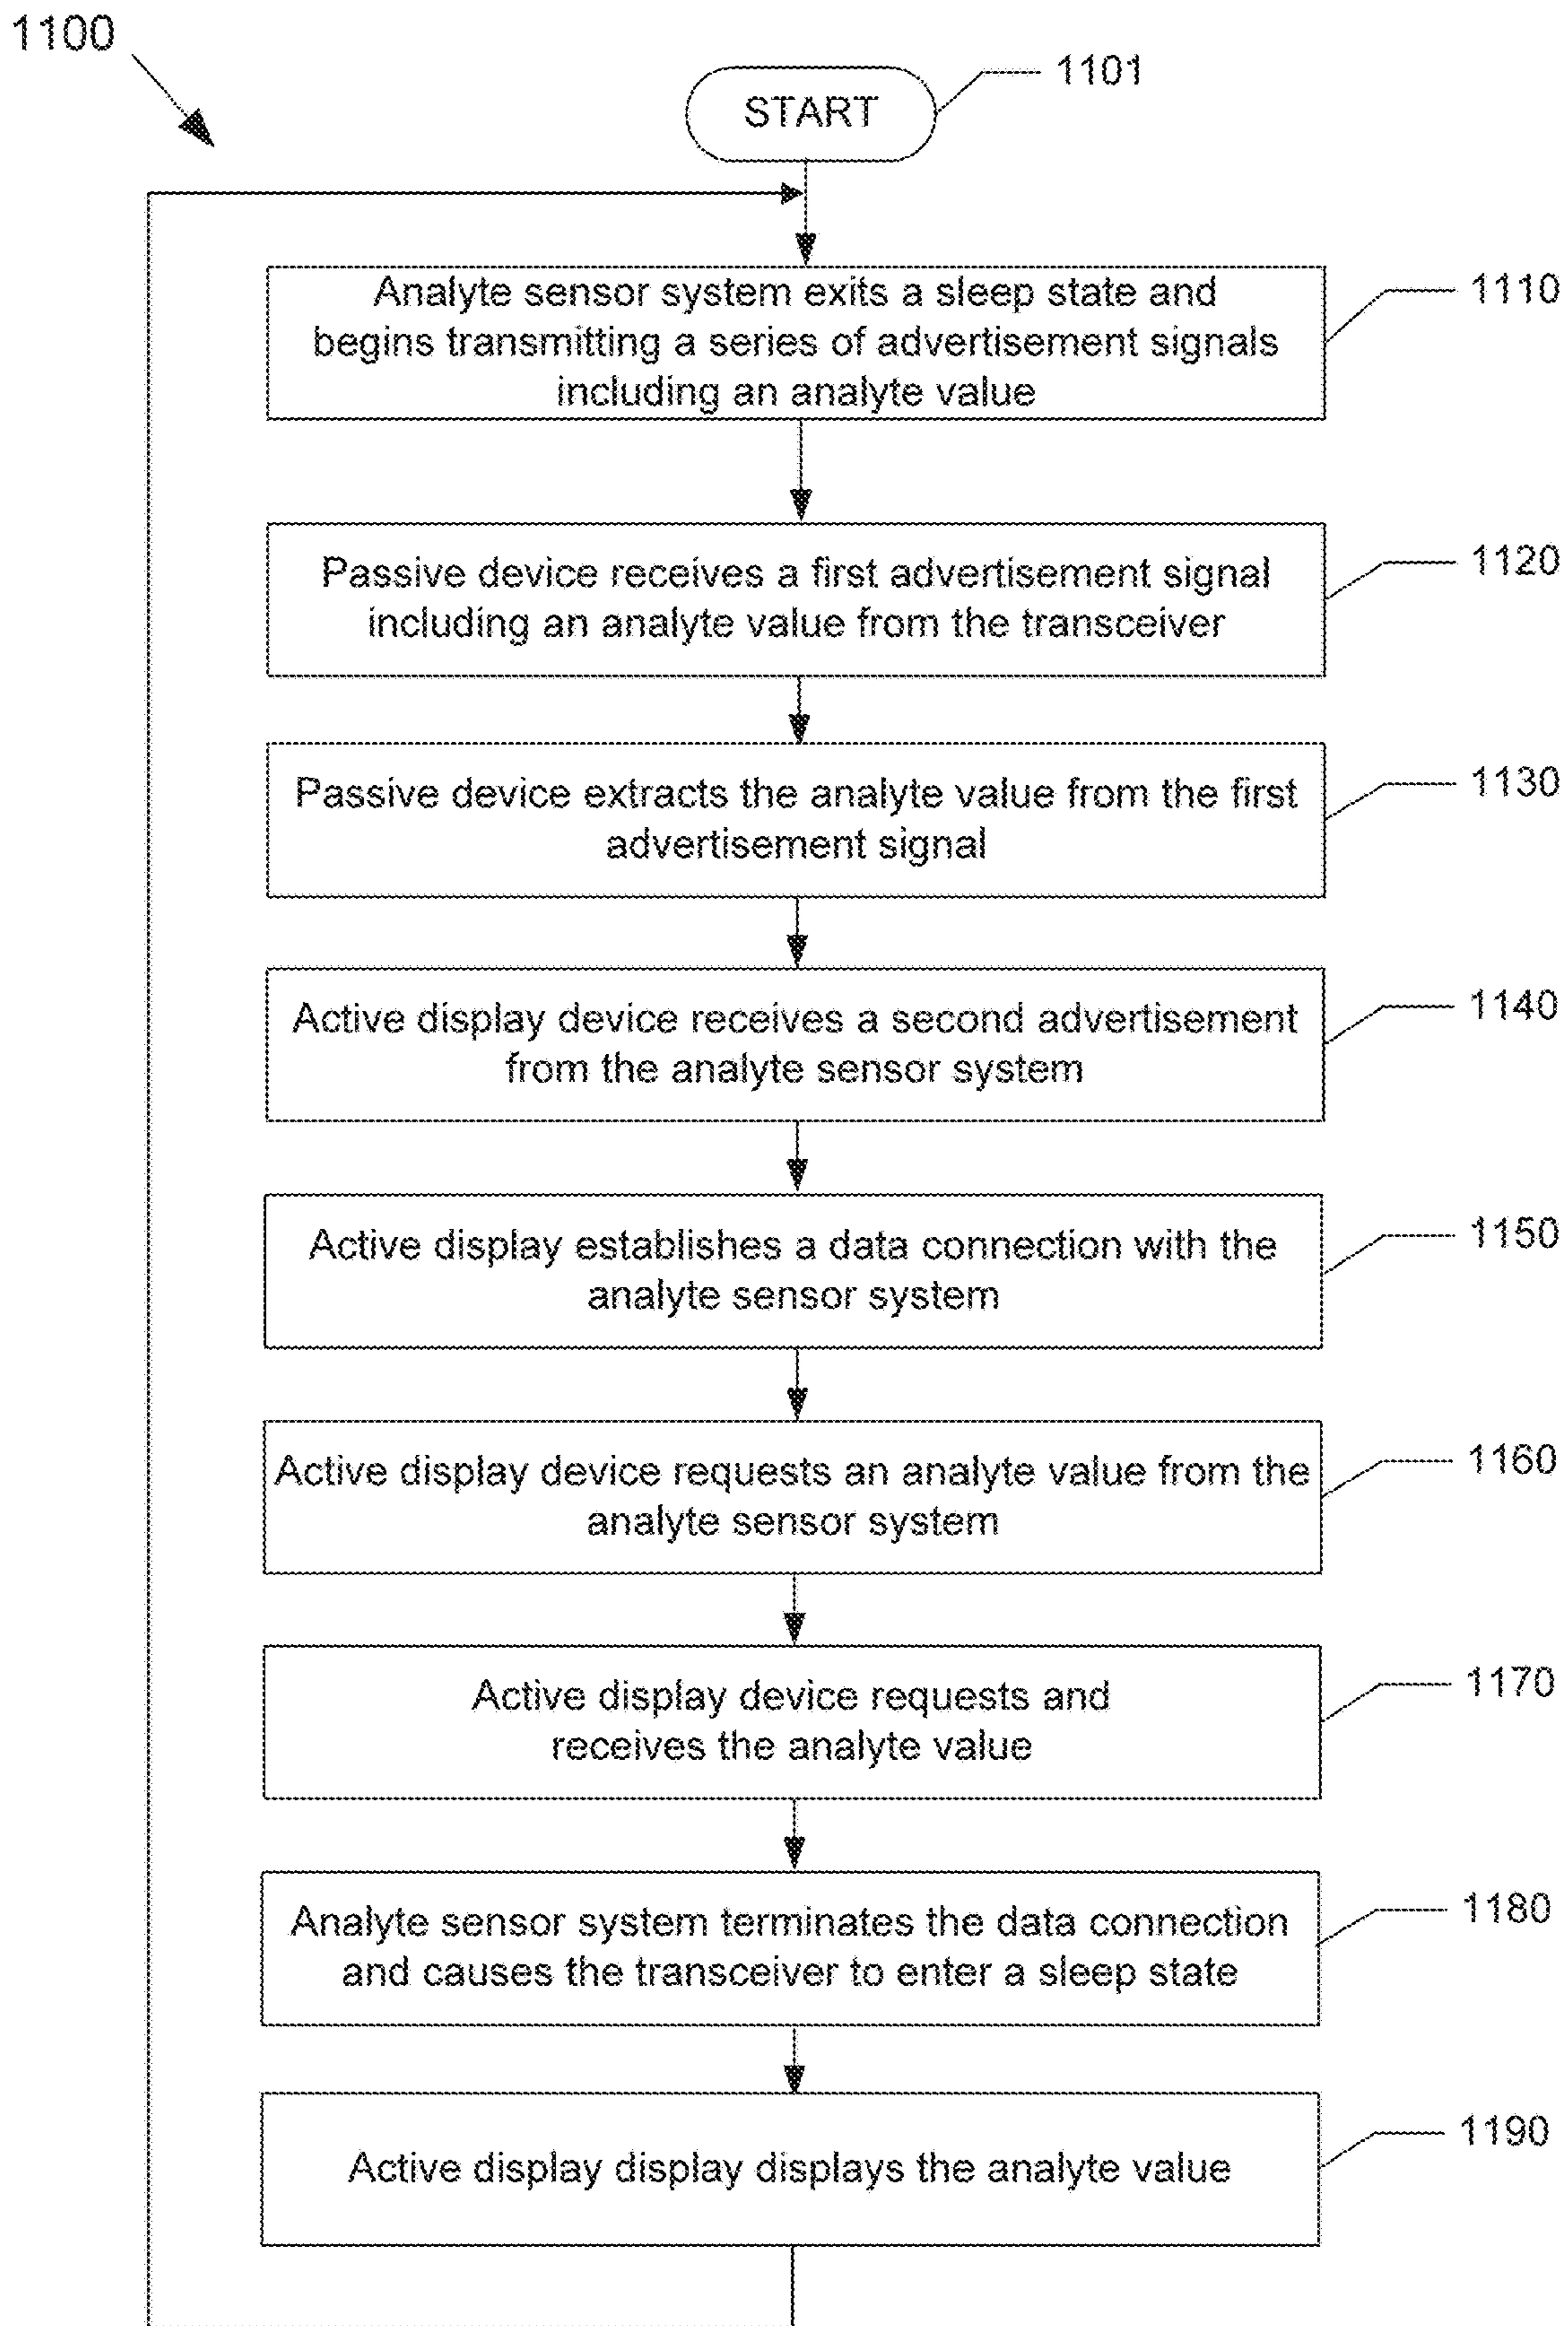 1100
START
1101
Analyte sensor system exits a sleep state and
begins transmitting a series of advertisement signals
including an analyte value
1110
Passive device receives a first advertisement signal
including an analyte value from the transceiver
1120
Passive device extracts the analyte value from the first
advertisement signal
1130
Active display device receives a second advertisement
from the analyte sensor system
1140
Active display establishes a data connection with the
analyte sensor system
1150
Active display device requests an analyte value from the
analyte sensor system
1160
Active display device requests and
receives the analyte value
1170
Analyte sensor system terminates the data connection
and causes the transceiver to enter a sleep state
1180
Active display display displays the analyte value
1190